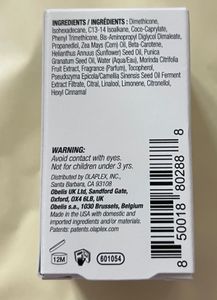 INGREDIENTS / INGRÉDIENTS: Dimethicone,
Isohexadecane, C13-14 Isoalkane, Coco-Caprylate,
Phenyl Trimethicone, Bis-Aminopropyl Diglycol Dimaleate,
Propanediol, Zea Mays (Corn) Oil, Beta-Carotene,
Helianthus Annuus (Sunflower) Seed Oil, Punica
Granatum Seed Oil, Water (Aqua/Eau), Morinda Citrifolia
Fruit Extract, Fragrance (Parfum), Tocopherol,
Pseudozyma Epicola/Camellia Sinensis Seed Oil Ferment
Extract Filtrate, Citral, Linalool, Limonene, Citronellol,
Hexyl Cinnamal
WARNING:
Avoid contact with eyes.
Not for children under 3 yrs.
Distributed by OLAPLEX, INC.,
Santa Barbara, CA 93108
Obelis UK Ltd, Sandford Gate,
Oxford, OX4 6LB, UK
Obelis s.a., 1030 Brussels, Belgium
Made in the USA with domestic and
imported ingredients and/or materials.
Patents: olaplex.com
12M
601054
8 50018 80288 8